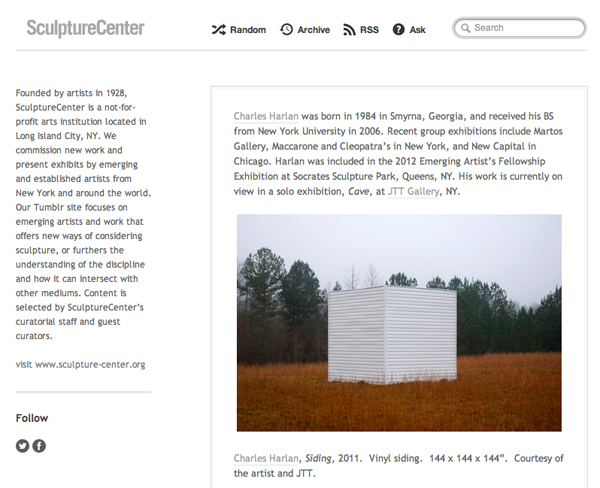 SculptureCenter
Random
Archive
RSS
Ask
Search
Founded by artists in 1928,
SculptureCenter is a not-for-
profit arts institution located in
Long Island City, NY. We
commission new work and
present exhibits by emerging
and established artists from
New York and around the world.
Our Tumblr site focuses on
emerging artists and work that
offers new ways of considering
sculpture, or furthers the
understanding of the discipline
and how it can intersect with
other mediums. Content is
selected by SculptureCenter's
curatorial staff and guest
curators.
visit www.sculpture-center.org
Follow
Charles Harlan was born in 1984 in Smyrna, Georgia, and received his BS
from New York University in 2006. Recent group exhibitions include Martos
Gallery, Maccarone and Cleopatra's in New York, and New Capital in
Chicago. Harlan was included in the 2012 Emerging Artist's Fellowship
Exhibition at Socrates Sculpture Park, Queens, NY. His work is currently on
view in a solo exhibition, Cave, at JTT Gallery, NY.
Charles Harlan, Siding, 2011. Vinyl siding. 144 x 144 x 144". Courtesy of
the artist and JTT.